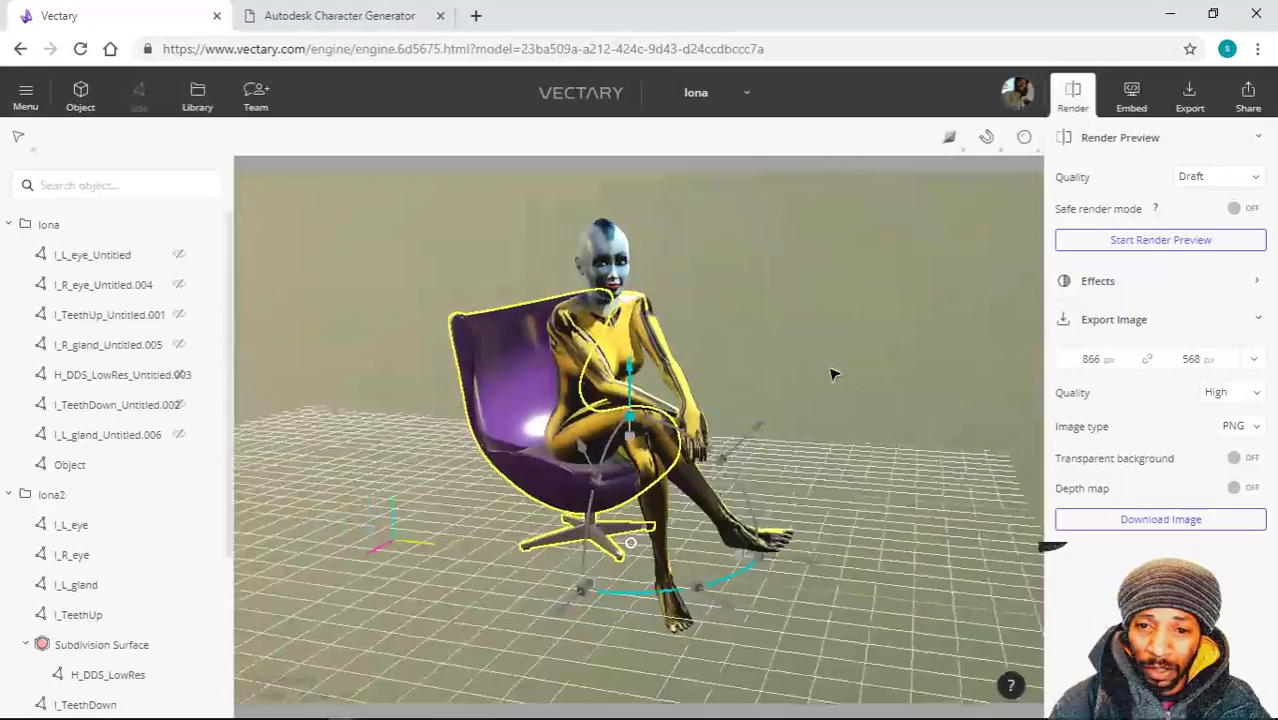 Vectary
Autodesk Character Generator
https://www.vectary.com/engine/engine.6d5675.html?model=23ba509a-a212-424c-9d43-d24ccdbccc7a
S
Menu
Object
Library
Team
VECTARY
Iona
Render
Embed
Export
Share
Search object...
Iona
I_L_eye_Untitled
I_R_eye_Untitled.004
I_TeethUp_Untitled.001
I_R_gland_Untitled.005
H_DDS_LowRes_Untitled.003
I_TeethDown_Untitled.002
I_L_gland_Untitled.006
Object
Iona2
I_L_eye
I_R_eye
I_L_gland
I_TeethUp
Subdivision Surface
H_DDS_LowRes
I_TeethDown
Render Preview
Quality Draft
Safe render mode ? OFF
Start Render Preview
Effects
Export Image
866 px 568 px
Quality High
Image type PNG
Transparent background OFF
Depth map OFF
Download Image
?